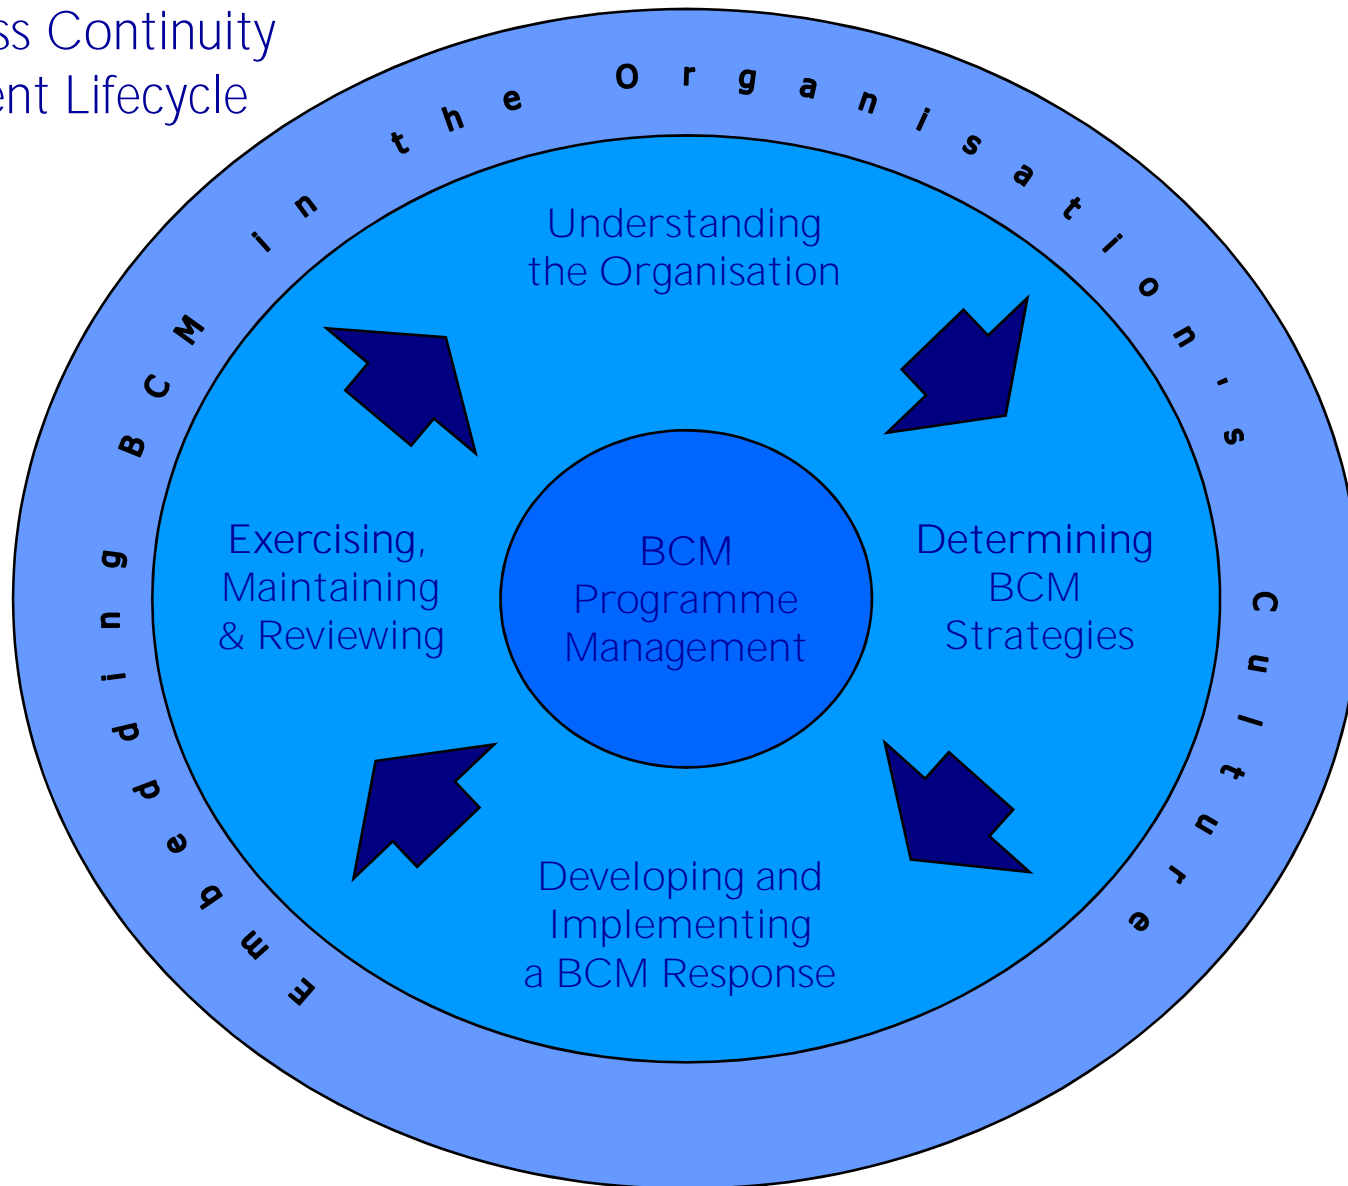 ss Continuity
ent Lifecycle
Embedding BCM in the Organisation's Culture
Understanding
the Organisation
Exercising,
Maintaining
& Reviewing
BCM
Programme
Management
Determining
BCM
Strategies
Developing and
Implementing
a BCM Response